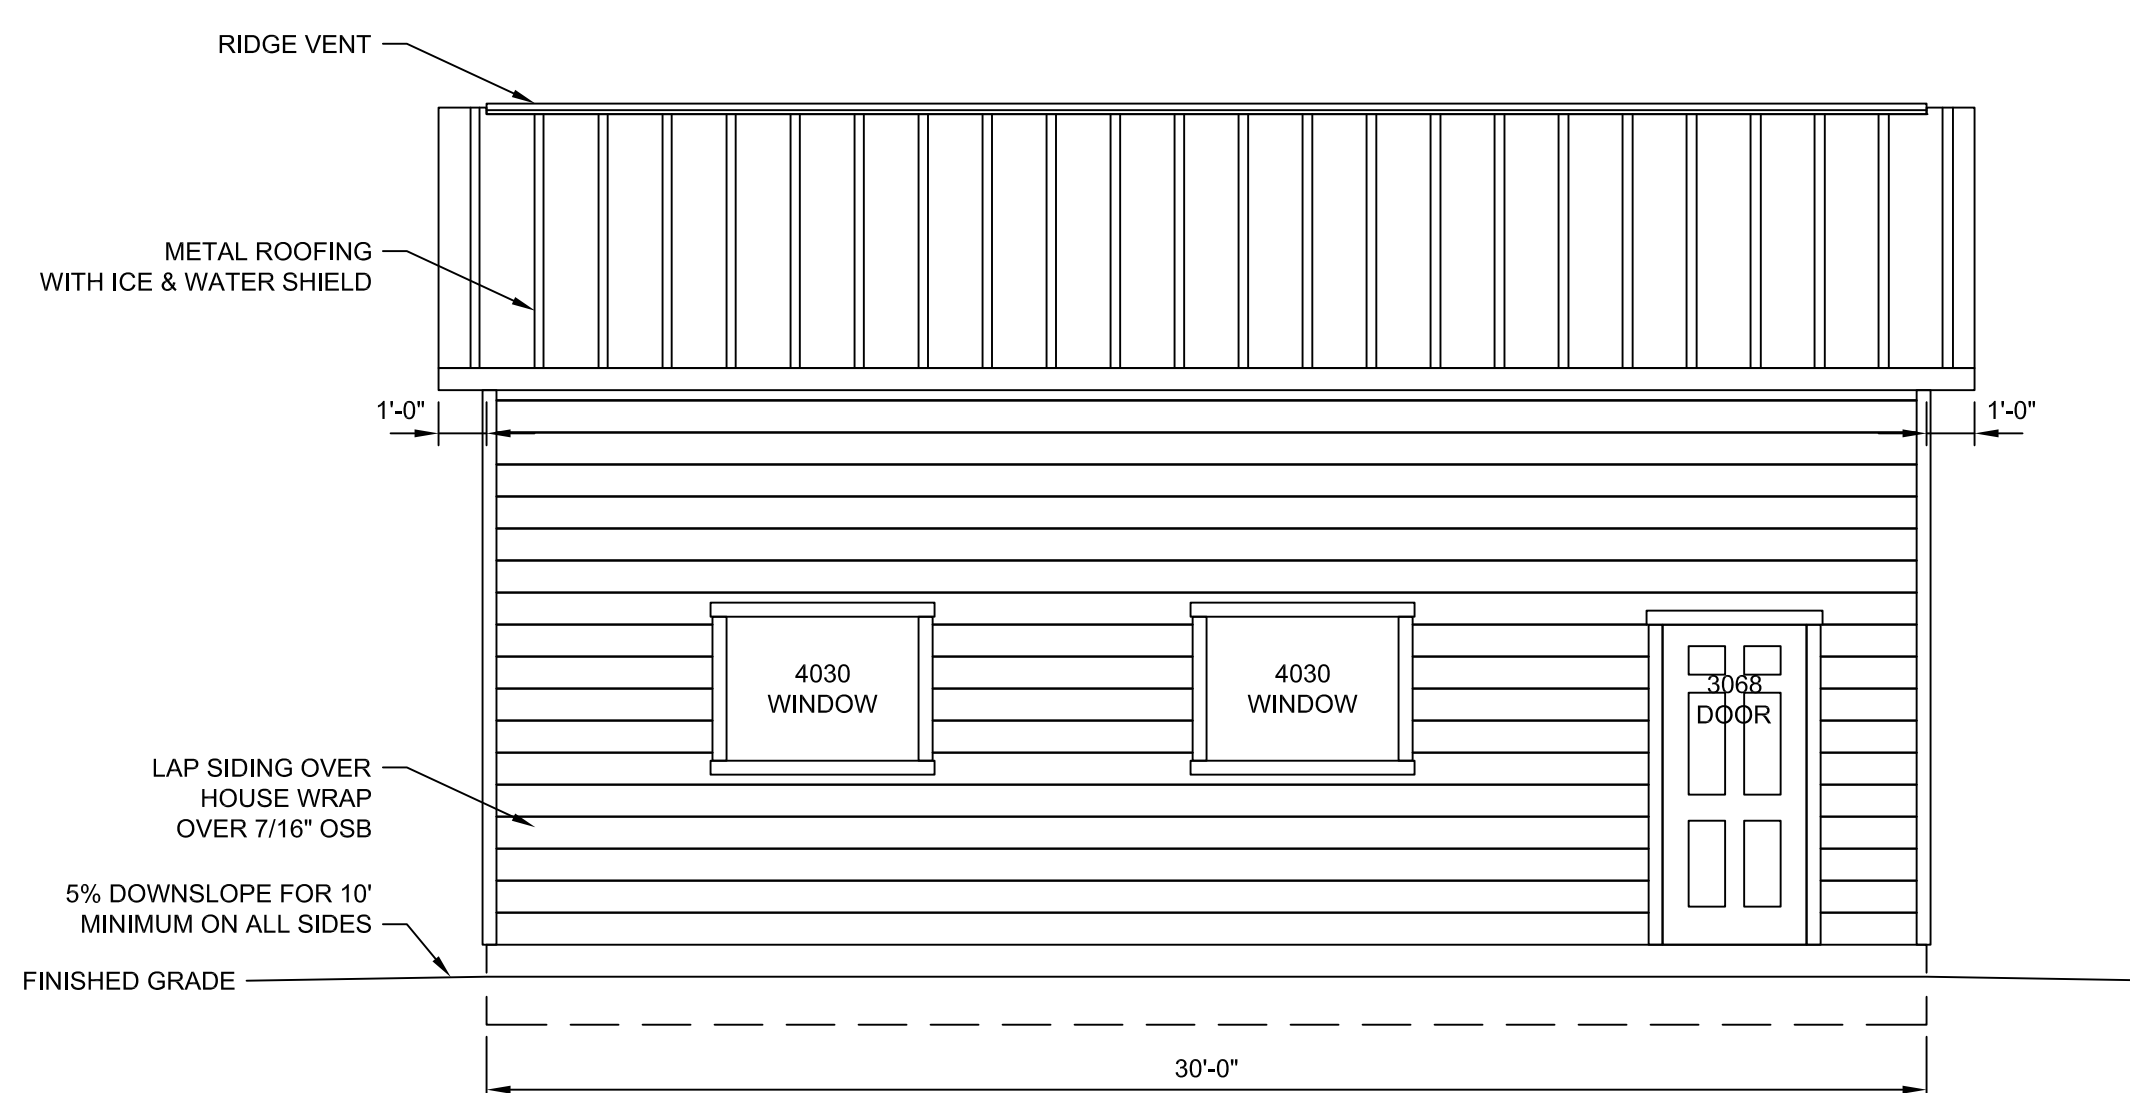 RIDGE VENT
METAL ROOFING
WITH ICE & WATER SHIELD
1'-0"
1'-0"
4030
WINDOW
4030
WINDOW
3068
DOOR
LAP SIDING OVER
HOUSE WRAP
OVER 7/16" OSB
5% DOWNSLOPE FOR 10'
MINIMUM ON ALL SIDES
FINISHED GRADE
30'-0"